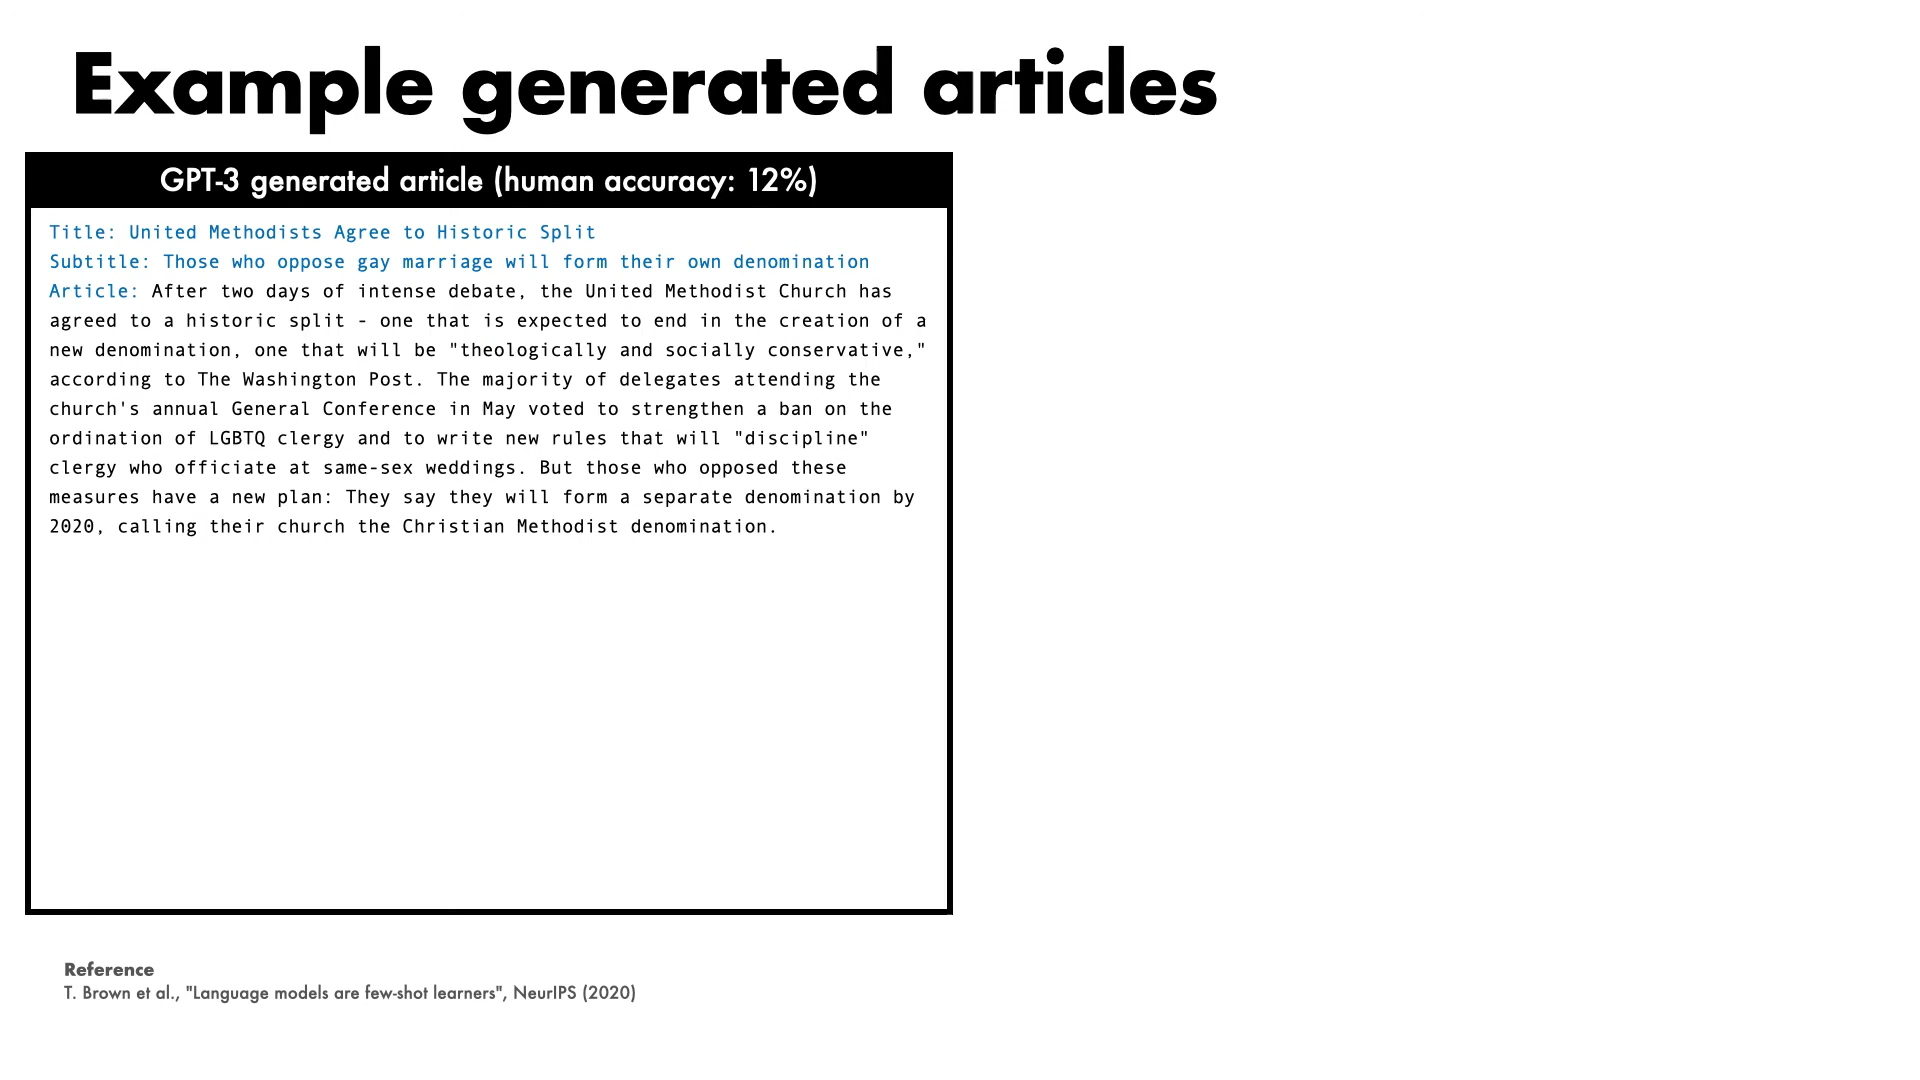 Example generated articles
GPT-3 generated article (human accuracy: 12%)
Title: United Methodists Agree to Historic Split
Subtitle: Those who oppose gay marriage will form their own denomination
Article: After two days of intense debate, the United Methodist Church has
agreed to a historic split - one that is expected to end in the creation of a
new denomination, one that will be "theologically and socially conservative,"
according to The Washington Post. The majority of delegates attending the
church's annual General Conference in May voted to strengthen a ban on the
ordination of LGBTQ clergy and to write new rules that will "discipline"
clergy who officiate at same-sex weddings. But those who opposed these
measures have a new plan: They say they will form a separate denomination by
2020, calling their church the Christian Methodist denomination.
Reference
T. Brown et al., "Language models are few-shot learners", NeurIPS (2020)